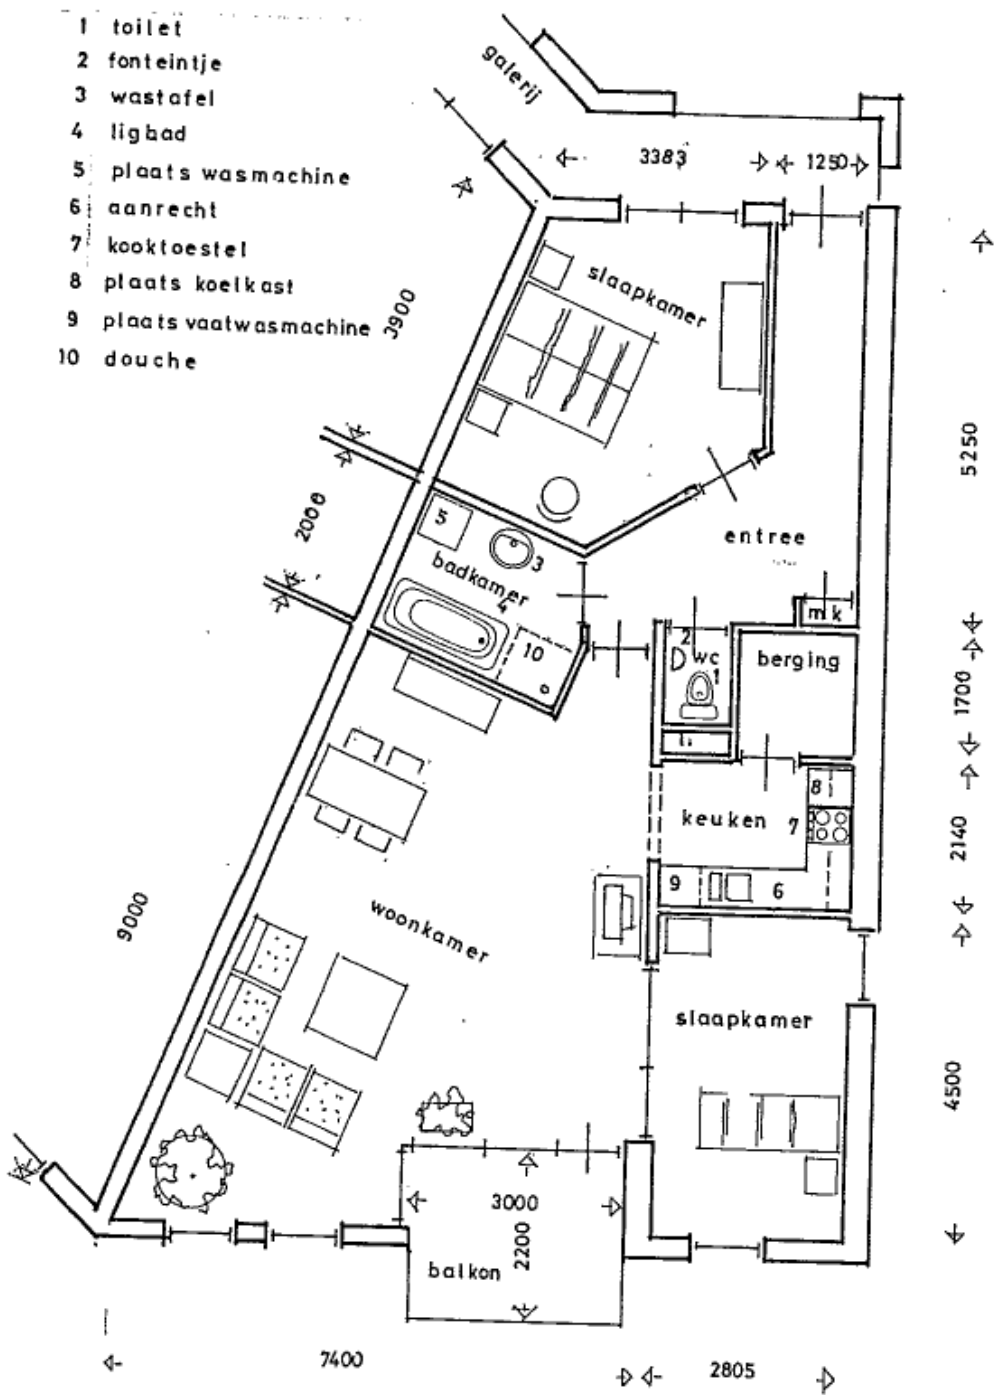 1 toilet
2 fonteintje
3 wastafel
4 ligbad
5 plaats wasmachine
6 aanrecht
7 kooktoestel
8 plaats koelkast
9 plaats vaatwasmachine
10 douche
galerij
3383
1250
slaapkamer
3900
5250
2000
5
3
badkamer
4
10
entree
mk
2
wc
1
berging
1700
8
keuken 7
2140
9
6
woonkamer
9000
slaapkamer
4500
3000
2200
balkon
7400
2805